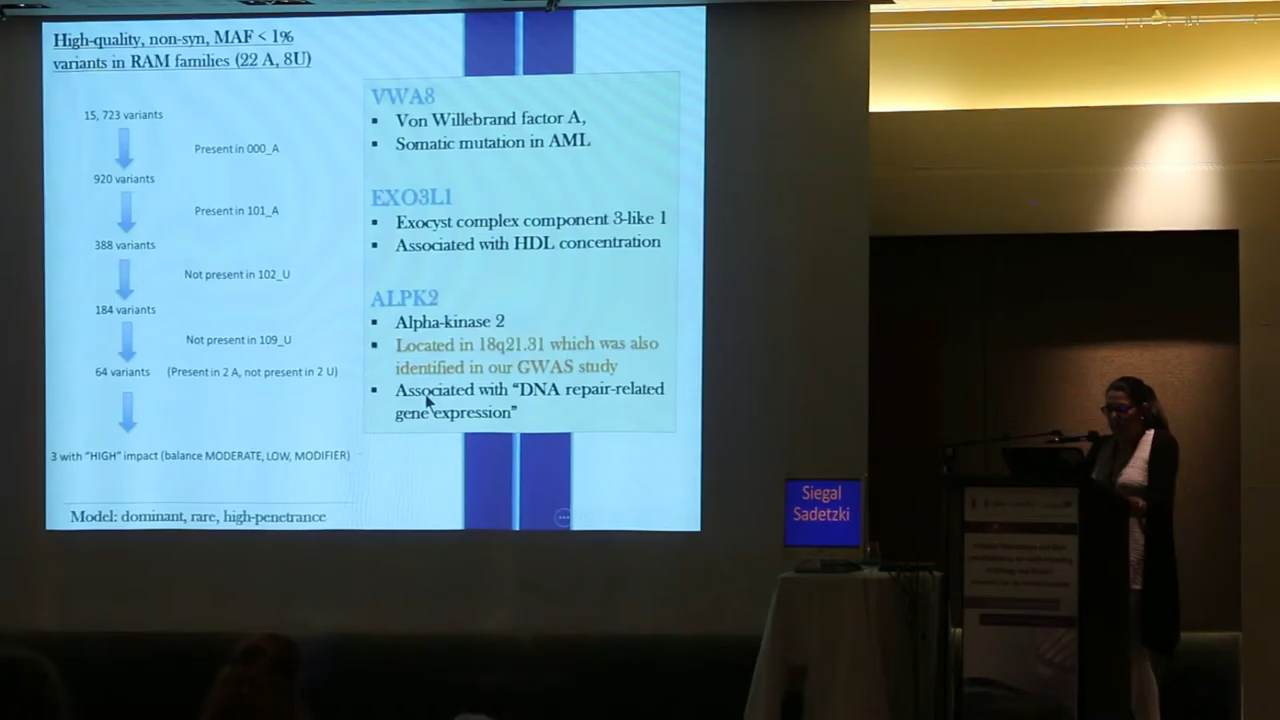 High-quality, non-syn, MAF < 1%
variants in RAM families (22 A, 8U)
15, 723 variants
Present in 000_A
920 variants
Present in 101_A
388 variants
Not present in 102_U
184 variants
Not present in 109_U
64 variants (Present in 2 A, not present in 2 U)
3 with "HIGH" impact (balance MODERATE, LOW, MODIFIER)
Model: dominant, rare, high-penetrance
VWA8
▪ Von Willebrand factor A,
▪ Somatic mutation in AML
EXO3L1
▪ Exocyst complex component 3-like 1
▪ Associated with HDL concentration
ALPK2
▪ Alpha-kinase 2
▪ Located in 18q21.31 which was also
identified in our GWAS study
▪ Associated with "DNA repair-related
gene expression"
Siegal
Sadetzki